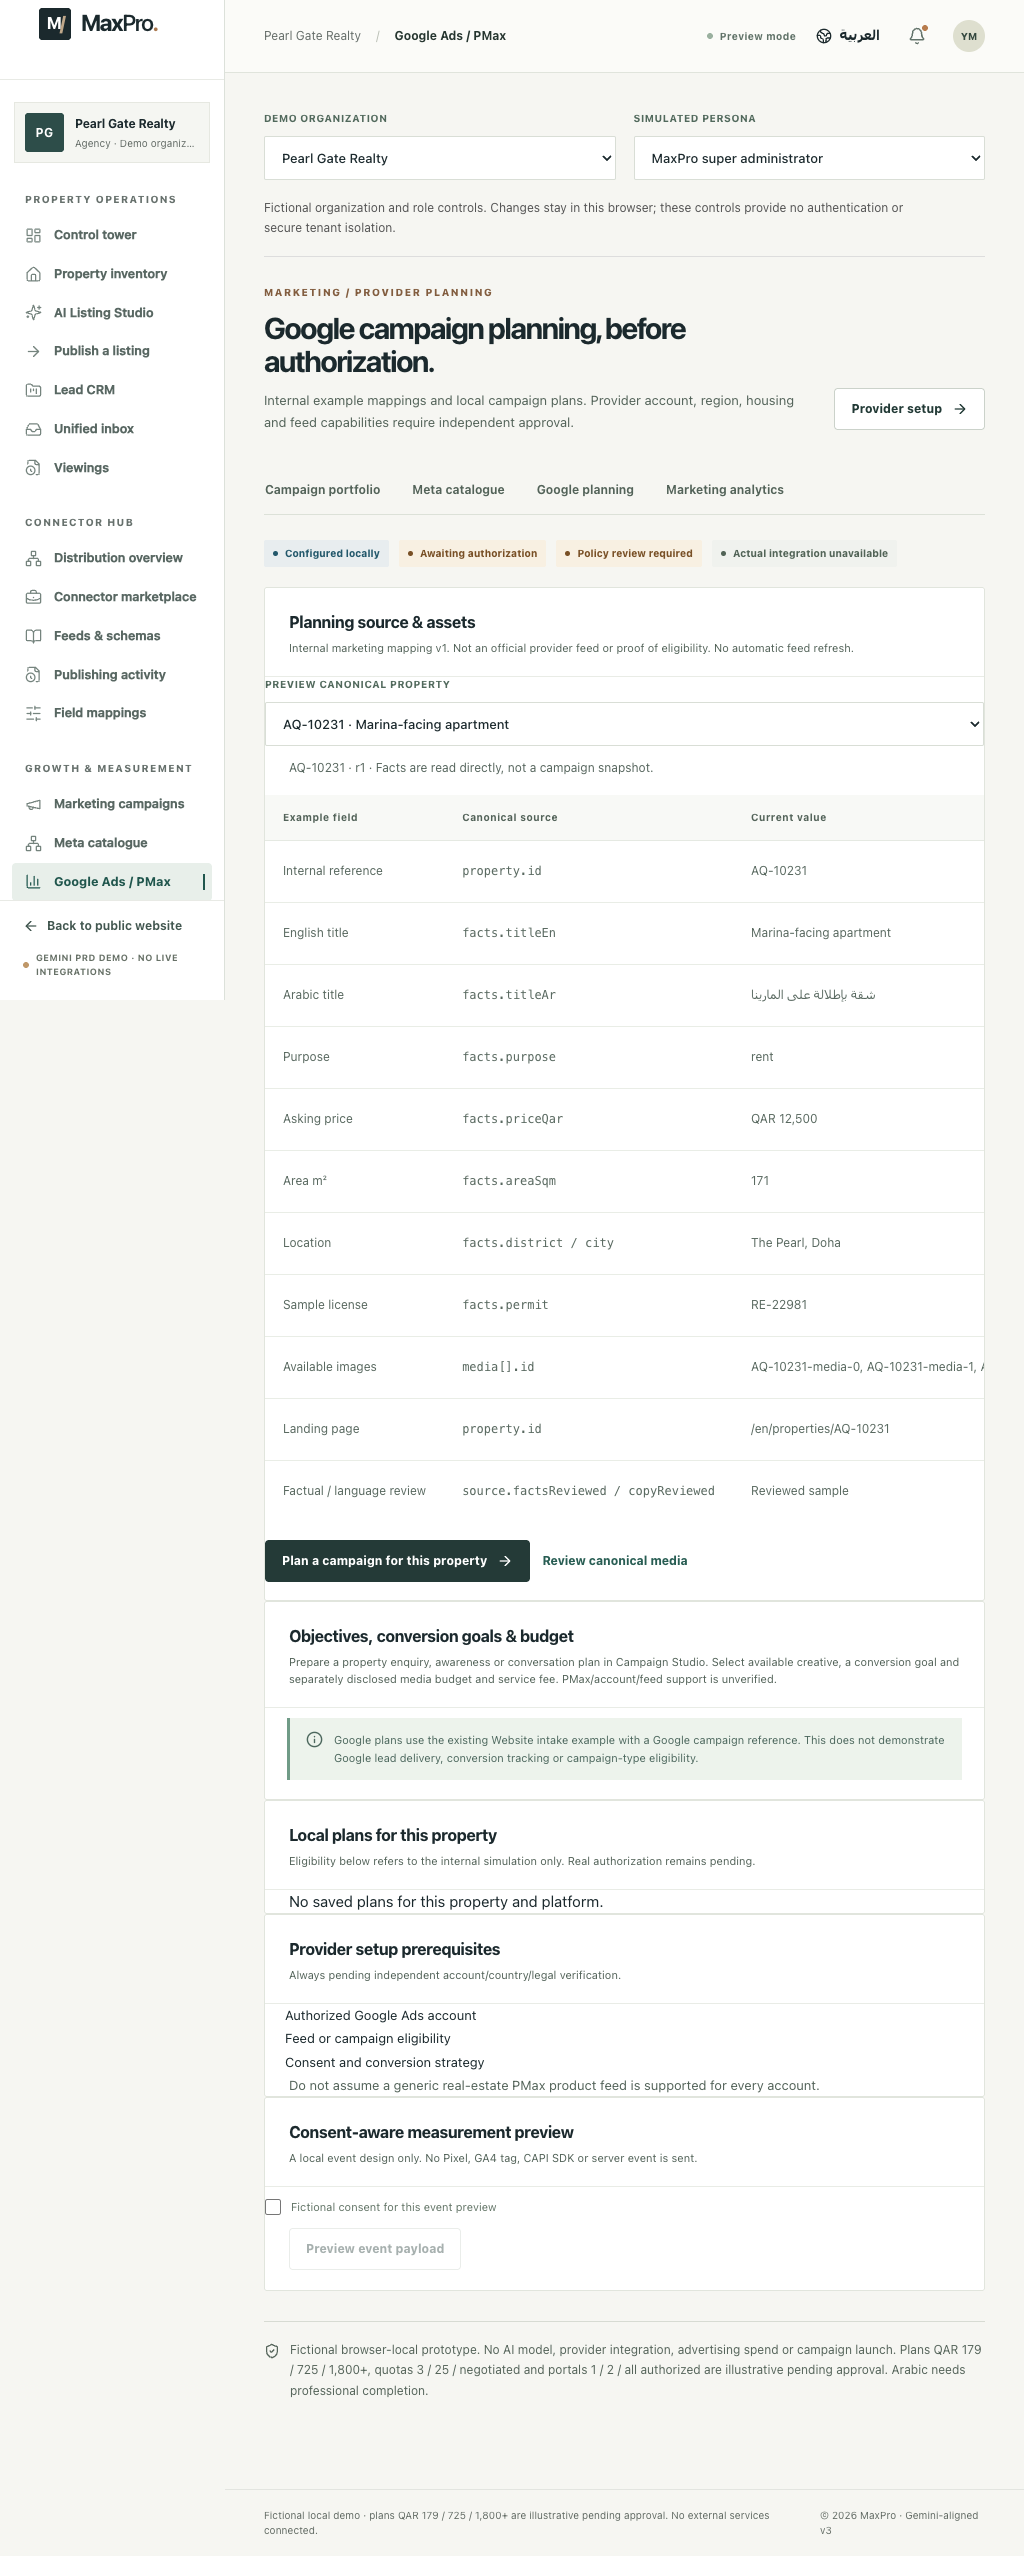 M/ MaxPro.
PG
Pearl Gate Realty
Agency · Demo organiz...
PROPERTY OPERATIONS
Control tower
Property inventory
AI Listing Studio
Publish a listing
Lead CRM
Unified inbox
Viewings
CONNECTOR HUB
Distribution overview
Connector marketplace
Feeds & schemas
Publishing activity
Field mappings
GROWTH & MEASUREMENT
Marketing campaigns
Meta catalogue
Google Ads / PMax
Back to public website
GEMINI PRD DEMO · NO LIVE
INTEGRATIONS
Pearl Gate Realty / Google Ads / PMax
Preview mode
العربية
YM
DEMO ORGANIZATION
Pearl Gate Realty
SIMULATED PERSONA
MaxPro super administrator
Fictional organization and role controls. Changes stay in this browser; these controls provide no authentication or
secure tenant isolation.
MARKETING / PROVIDER PLANNING
Google campaign planning, before
authorization.
Internal example mappings and local campaign plans. Provider account, region, housing
and feed capabilities require independent approval.
Provider setup
Campaign portfolio Meta catalogue Google planning Marketing analytics
Configured locally Awaiting authorization Policy review required Actual integration unavailable
Planning source & assets
Internal marketing mapping v1. Not an official provider feed or proof of eligibility. No automatic feed refresh.
PREVIEW CANONICAL PROPERTY
AQ-10231 · Marina-facing apartment
AQ-10231 · r1 · Facts are read directly, not a campaign snapshot.
Example field Canonical source Current value
Internal reference property.id AQ-10231
English title facts.titleEn Marina-facing apartment
Arabic title facts.titleAr شقة بإطلالة على المارينا
Purpose facts.purpose rent
Asking price facts.priceQar QAR 12,500
Area m² facts.areaSqm 171
Location facts.district / city The Pearl, Doha
Sample license facts.permit RE-22981
Available images media[].id AQ-10231-media-0, AQ-10231-media-1,
Landing page property.id /en/properties/AQ-10231
Factual / language review source.factsReviewed / copyReviewed Reviewed sample
Plan a campaign for this property
Review canonical media
Objectives, conversion goals & budget
Prepare a property enquiry, awareness or conversation plan in Campaign Studio. Select available creative, a conversion goal and
separately disclosed media budget and service fee. PMax/account/feed support is unverified.
Google plans use the existing Website intake example with a Google campaign reference. This does not demonstrate
Google lead delivery, conversion tracking or campaign-type eligibility.
Local plans for this property
Eligibility below refers to the internal simulation only. Real authorization remains pending.
No saved plans for this property and platform.
Provider setup prerequisites
Always pending independent account/country/legal verification.
Authorized Google Ads account
Feed or campaign eligibility
Consent and conversion strategy
Do not assume a generic real-estate PMax product feed is supported for every account.
Consent-aware measurement preview
A local event design only. No Pixel, GA4 tag, CAPI SDK or server event is sent.
Fictional consent for this event preview
Preview event payload
Fictional browser-local prototype. No AI model, provider integration, advertising spend or campaign launch. Plans QAR 179
/ 725 / 1,800+, quotas 3 / 25 / negotiated and portals 1 / 2 / all authorized are illustrative pending approval. Arabic needs
professional completion.
Fictional local demo · plans QAR 179 / 725 / 1,800+ are illustrative pending approval. No external services
connected.
© 2026 MaxPro · Gemini-aligned
v3